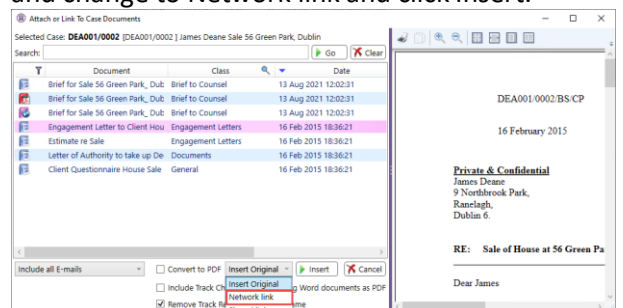 and change to Network link and click Insert.
Attach or Link To Case Documents
Selected Case: DEA001/0002 [DEA001/0002 ] James Deane Sale 56 Green Park, Dublin
Search: Go Clear
T Document Class Date
Brief for Sale 56 Green Park_ Dub Brief to Counsel 13 Aug 2021 12:02:31
Brief for Sale 56 Green Park_ Dub Brief to Counsel 13 Aug 2021 12:02:31
Brief for Sale 56 Green Park_ Dub Brief to Counsel 13 Aug 2021 12:02:31
Engagement Letter to Client Hou Engagement Letters 16 Feb 2015 18:36:21
Estimate re Sale Engagement Letters 16 Feb 2015 18:36:21
Letter of Authority to take up De Documents 16 Feb 2015 18:36:21
Client Questionnaire House Sale General 16 Feb 2015 18:36:21
Include all E-mails Convert to PDF Insert Original Insert Cancel
Include Track Ch Insert Original g Word documents as PDF
Remove Track Re Network link me
DEA001/0002/BS/CP
16 February 2015
Private & Confidential
James Deane
9 Northbrook Park,
Ranelagh,
Dublin 6.
RE: Sale of House at 56 Green Pa
Dear James